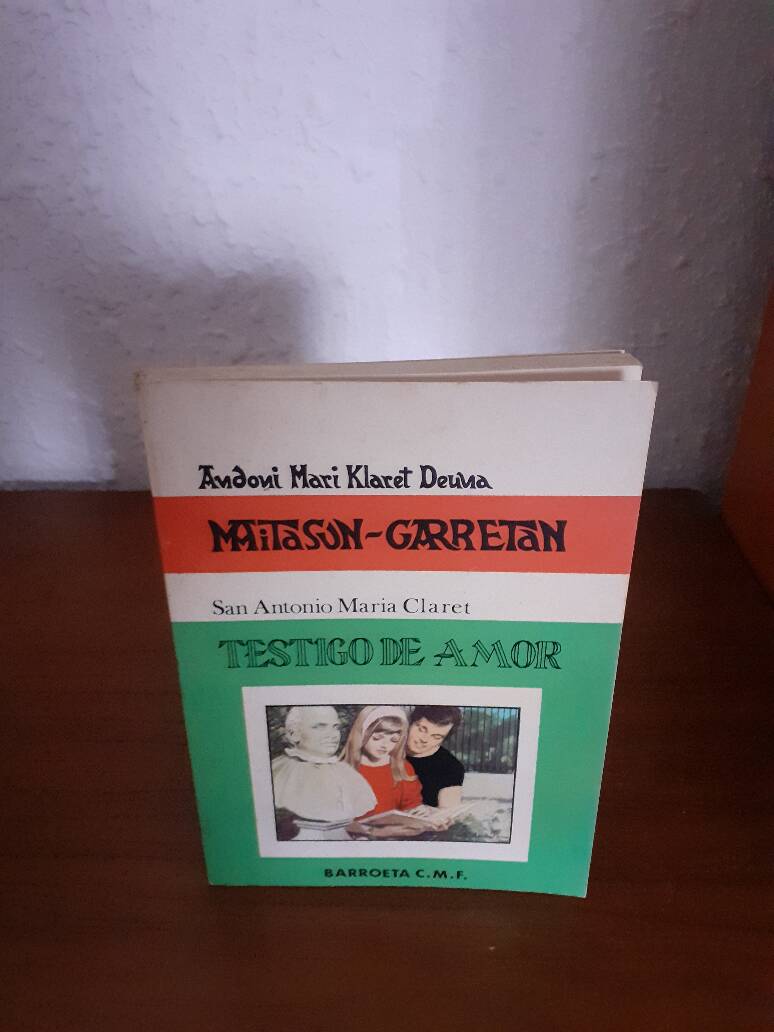 Andoni Mari Klaret Deuna
MAiTaSUN-GARRETaN
San Antonio Maria Claret
TESTIGO DE AMOR
BARROETA C.M.F.